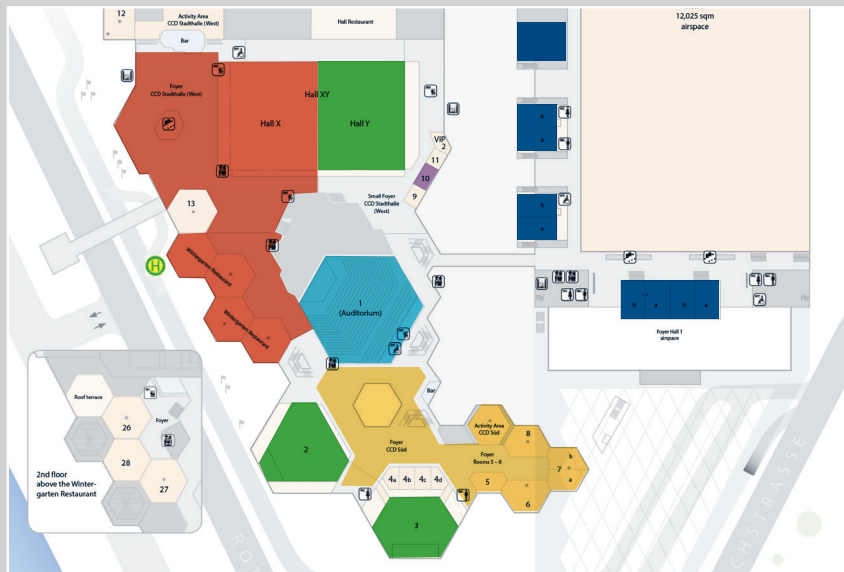 12
Activity Area
CCD Stadthalle (West)
Hall Restaurant
12,025 sqm
airspace
Bar
Foyer
CCD Stadthalle (West)
Hall XY
Hall X
Hall Y
b
a
VIP
2
11
10
9
13
Small Foyer
CCD Stadthalle
(West)
b
a
H
Wintergarten Restaurant
Wintergarten Restaurant
1
(Auditorium)
b
a
b
a
Foyer Hall 1
airspace
Roof terrace
26
Foyer
28
27
2nd floor
above the Winter-
garten Restaurant
Bar
Activity Area
CCD Süd
8
2
Foyer
CCD Süd
Foyer
Rooms 5 – 8
b
7
a
4a
4b
4c
4d
5
6
3
ROT
CHSTRASSE